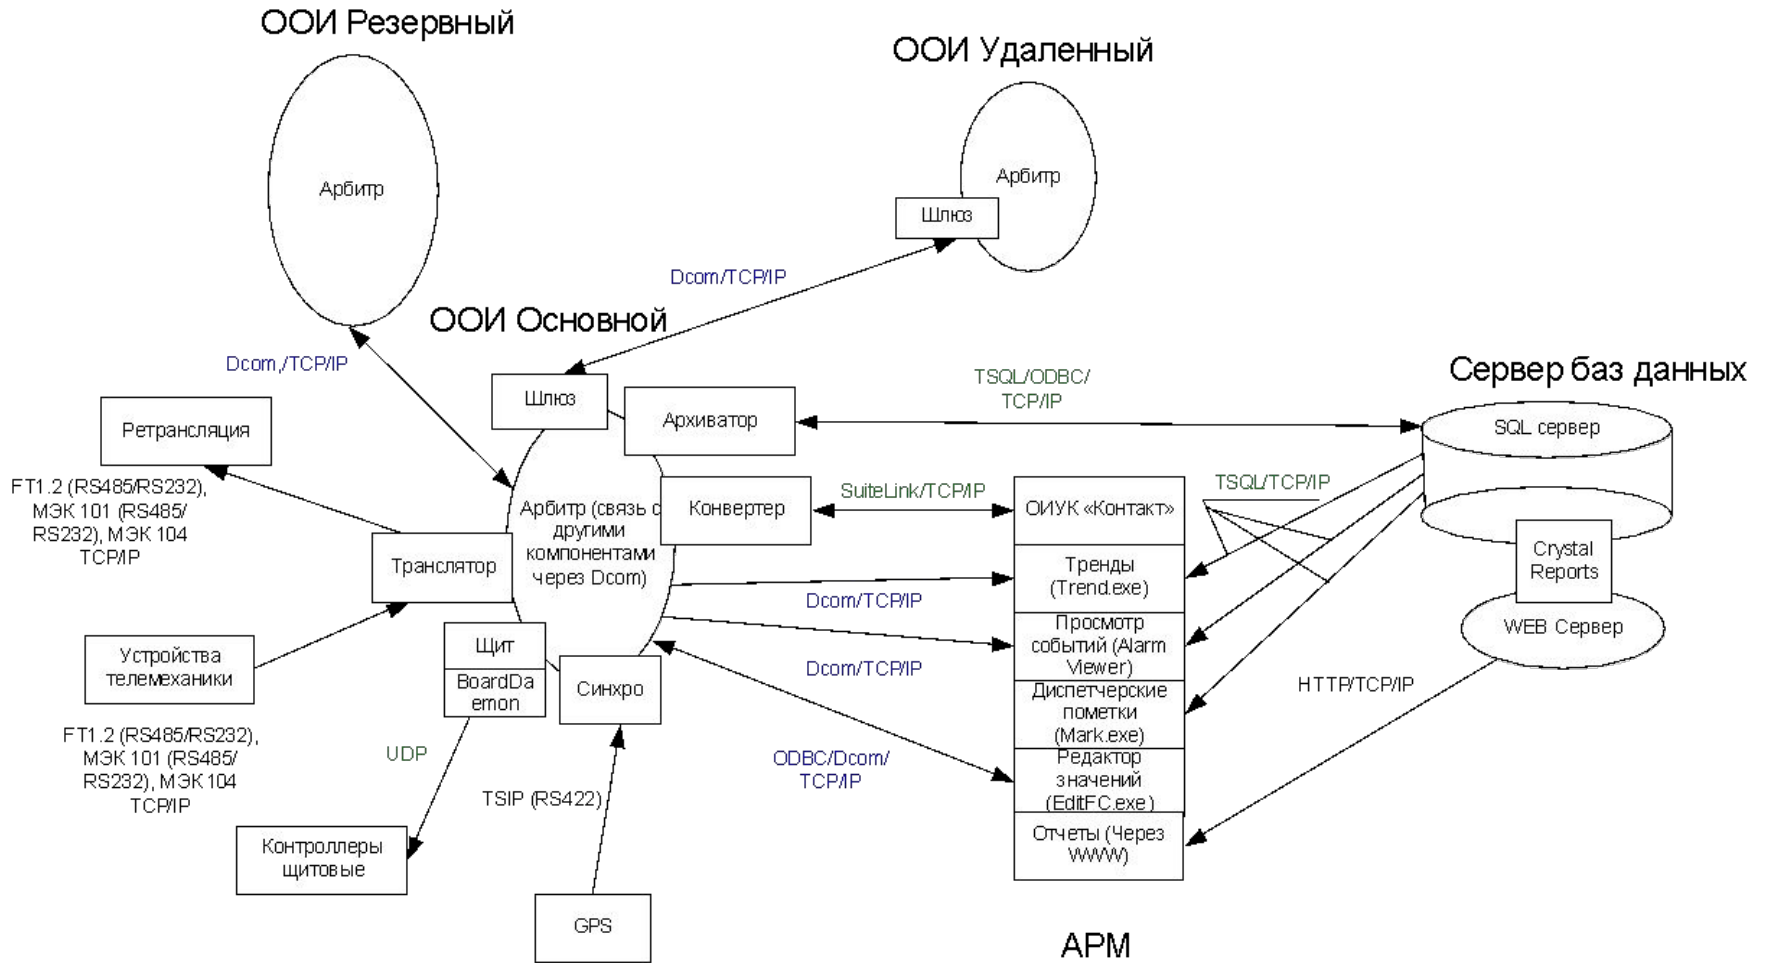 ООИ Резервный
ООИ Удаленный
Арбитр
Арбитр
Шлюз
Dcom/TCP/IP
ООИ Основной
Dcom,/TCP/IP
Шлюз
Архиватор
TSQL/ODBC/
TCP/IP
Сервер баз данных
SQL сервер
Ретрансляция
FT1.2 (RS485/RS232),
МЭК 101 (RS485/
RS232), МЭК 104
TCP/IP
Арбитр (связь с
другими
компонентами
через Dcom)
Конвертер
SuiteLink/TCP/IP
ОИУК «Контакт»
TSQL/TCP/IP
Транслятор
Тренды
(Trend.exe)
Dcom/TCP/IP
Crystal
Reports
WEB Сервер
Просмотр
событий (Alarm
Viewer)
Dcom/TCP/IP
Щит
BoardDa
emon
Синхро
Устройства
телемеханики
FT1.2 (RS485/RS232),
МЭК 101 (RS485/
RS232), МЭК 104
TCP/IP
Диспетчерские
пометки
(Mark.exe)
HTTP/TCP/IP
UDP
ODBC/Dcom/
TCP/IP
Редактор
значений
(EditFC.exe)
TSIP (RS422)
Отчеты (Через
WWW)
Контроллеры
щитовые
GPS
АРМ